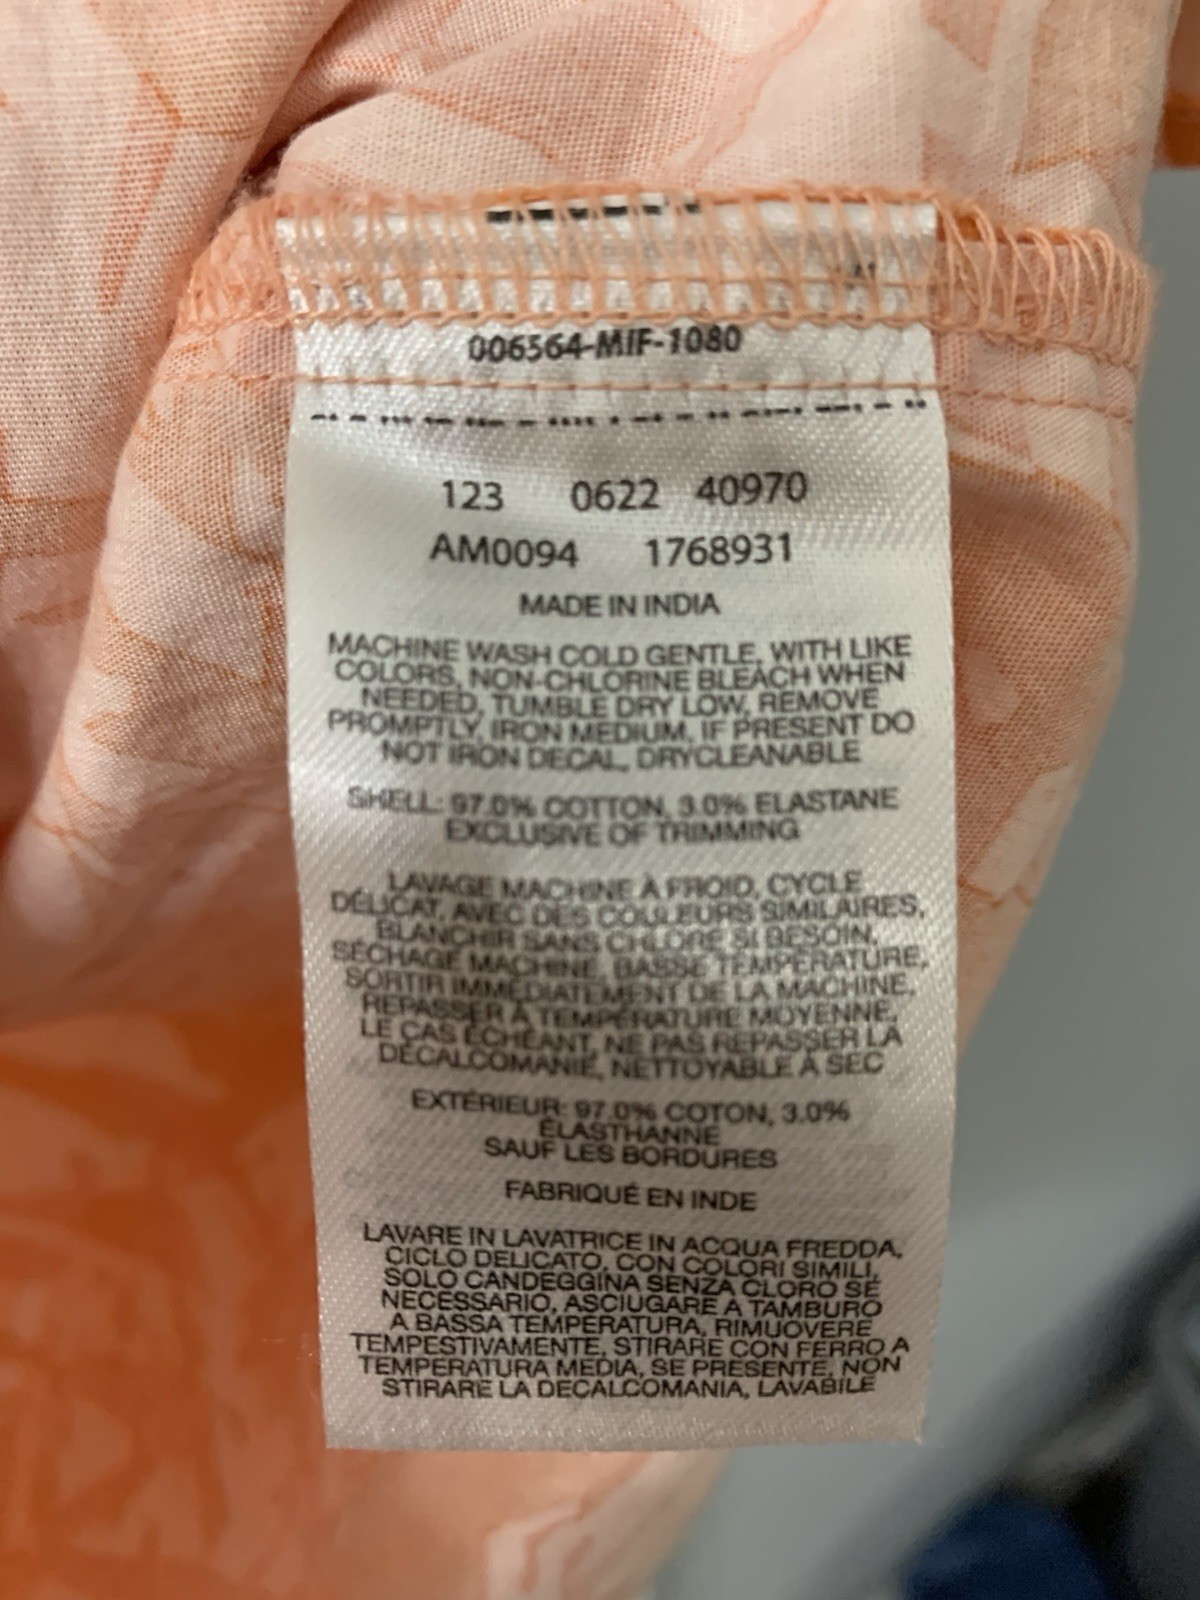 006564-MIF-1080
123 0622 40970
AM0094 1768931
MADE IN INDIA
MACHINE WASH COLD GENTLE, WITH LIKE
COLORS, NON-CHLORINE BLEACH WHEN
NEEDED, TUMBLE DRY LOW, REMOVE
PROMPTLY, IRON MEDIUM, IF PRESENT DO
NOT IRON DECAL, DRYCLEANABLE
SHELL: 97.0% COTTON, 3.0% ELASTANE
EXCLUSIVE OF TRIMMING
LAVAGE MACHINE À FROID, CYCLE
DÉLICAT, AVEC DES COULEURS SIMILAIRES,
BLANCHIR SANS CHLORE SI BESOIN,
SÉCHAGE MACHINE, BASSE TEMPÉRATURE,
SORTIR IMMÉDIATEMENT DE LA MACHINE,
REPASSER À TEMPÉRATURE MOYENNE,
LE CAS ÉCHÉANT, NE PAS REPASSER LA
DÉCALCOMANIE, NETTOYABLE À SEC
EXTÉRIEUR: 97.0% COTON, 3.0%
ÉLASTHANNE
SAUF LES BORDURES
FABRIQUÉ EN INDE
LAVARE IN LAVATRICE IN ACQUA FREDDA,
CICLO DELICATO, CON COLORI SIMILI,
SOLO CANDEGGINA SENZA CLORO SE
NECESSARIO, ASCIUGARE A TAMBURO
A BASSA TEMPERATURA, RIMUOVERE
TEMPESTIVAMENTE, STIRARE CON FERRO A
TEMPERATURA MEDIA, SE PRESENTE, NON
STIRARE LA DECALCOMANIA, LAVABILE